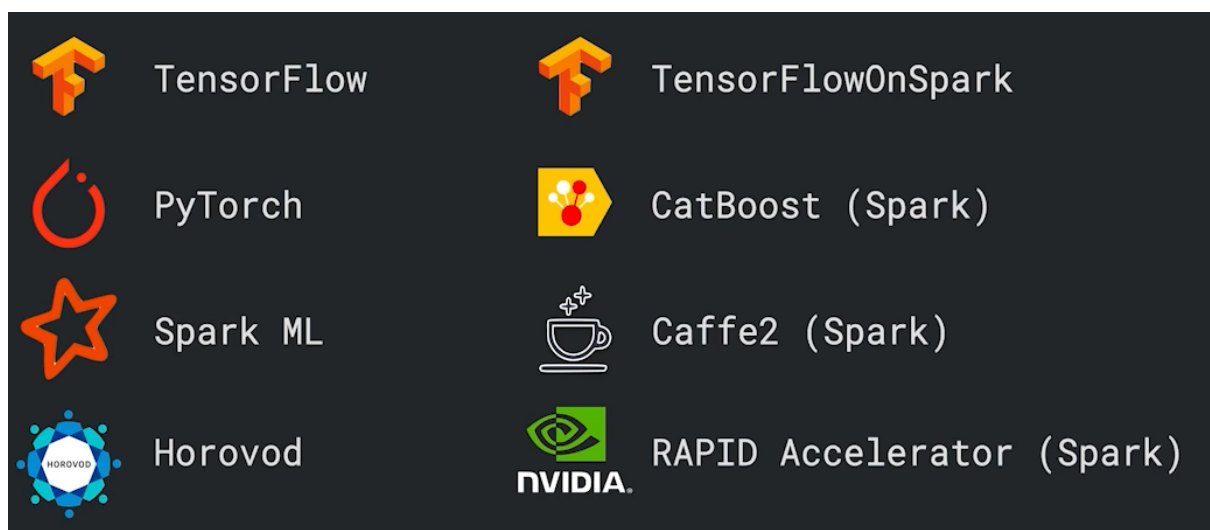 TensorFlow
TensorFlowOnSpark
PyTorch
CatBoost (Spark)
Spark ML
Caffe2 (Spark)
HOROVOD
Horovod
NVIDIA.
RAPID Accelerator (Spark)